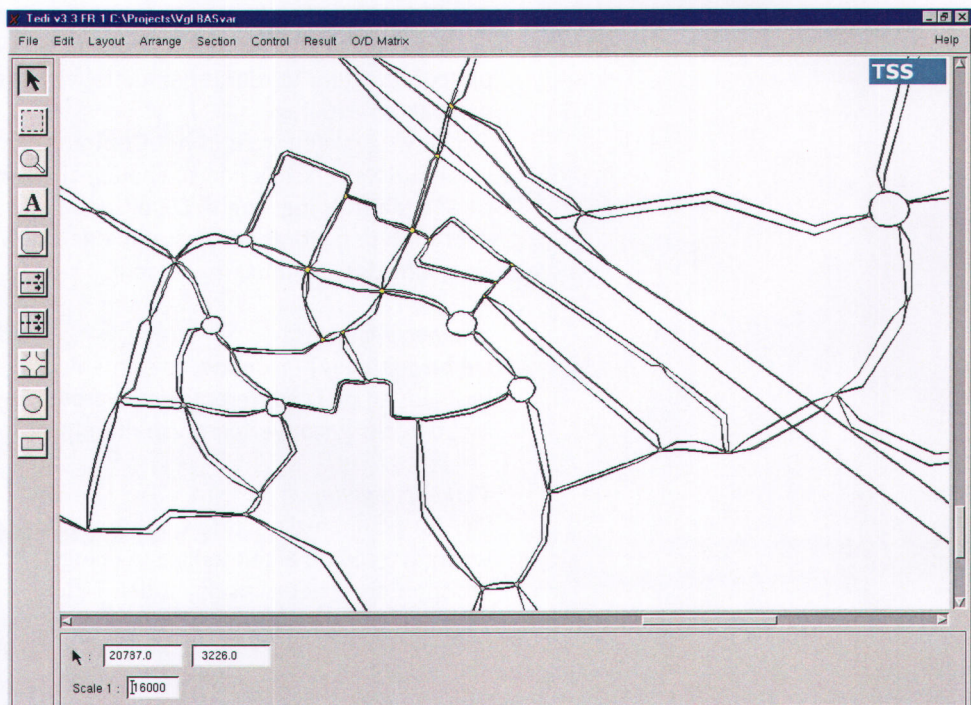 Tedi v3.3 FR 1 C:\Projects\Vgl BASvar
File Edit Layout Arrange Section Control Result O/D Matrix Help
TSS
A
20787.0 3226.0
Scale 1 : 16000